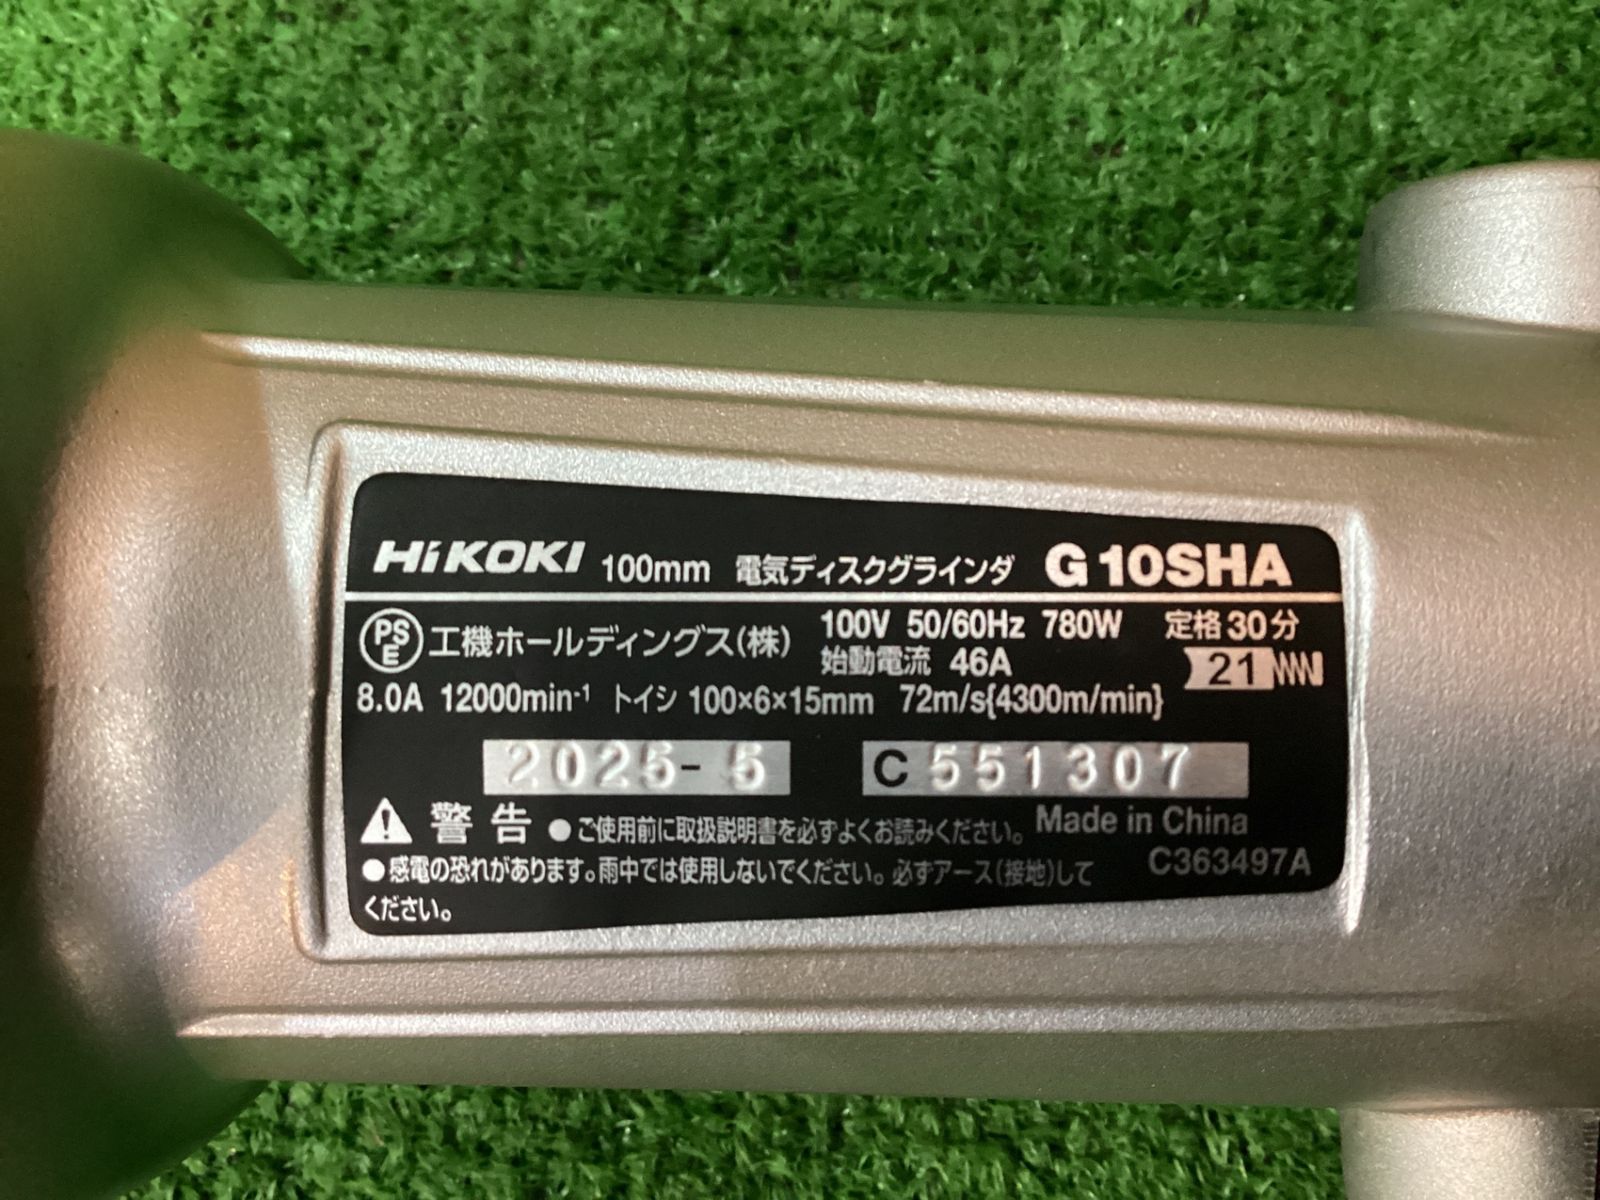 HiKOKI 100mm 電気ディスクグラインダ G10SHA
PSE 工機ホールディングス(株) 100V 50/60Hz 780W 定格30分
始動電流 46A 21
8.0A 12000min-1 トイシ 100×6×15mm 72m/s{4300m/min}
2025-5 C551307
警告 ●ご使用前に取扱説明書を必ずよくお読みください。 Made in China
●感電の恐れがあります。雨中では使用しないでください。必ずアース(接地)して C363497A
ください。